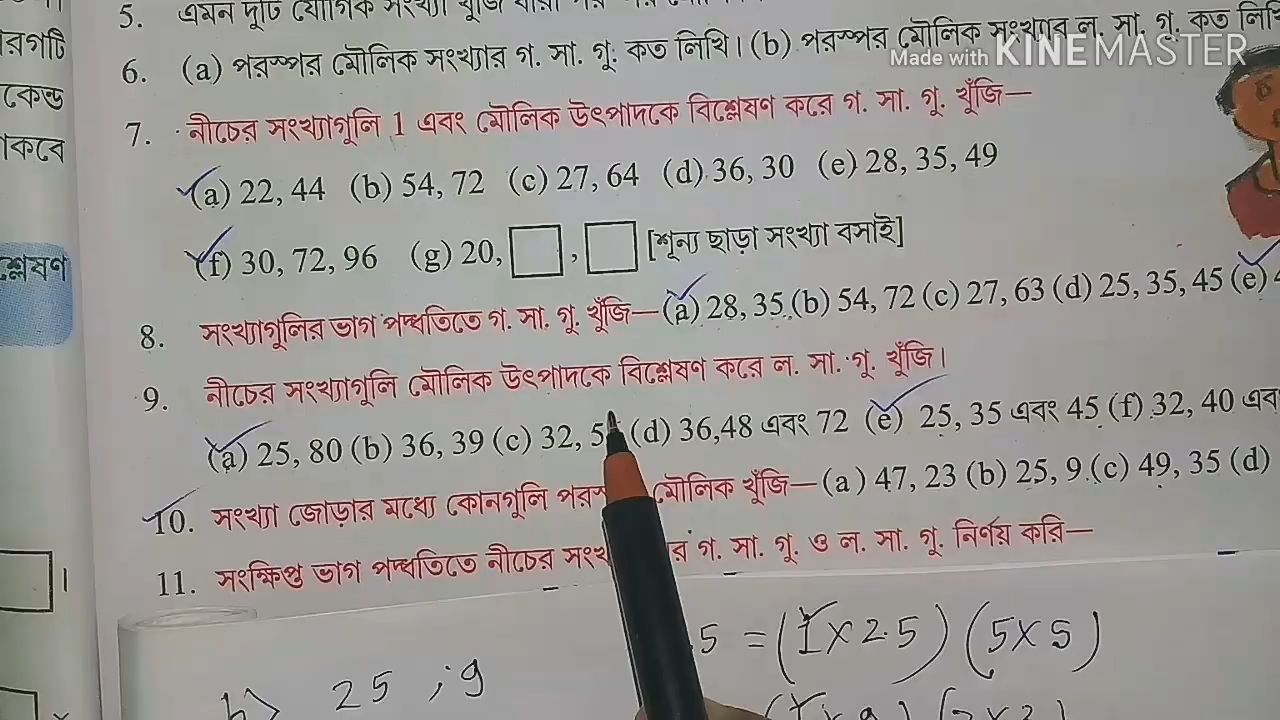 5. এমন দুটি যৌগিক সংখ্যা খুঁজি যারা
6. (a) পরস্পর মৌলিক সংখ্যার গ. সা. গু. কত লিখি। (b) পরস্পর মৌলিক সংখ্যার ল. সা. গু. কত লিখি
Made with KINEMASTER
7. নীচের সংখ্যাগুলি 1 এবং মৌলিক উৎপাদকে বিশ্লেষণ করে গ. সা. গু. খুঁজি—
(a) 22, 44 (b) 54, 72 (c) 27, 64 (d) 36, 30 (e) 28, 35, 49
(f) 30, 72, 96 (g) 20, , [শূন্য ছাড়া সংখ্যা বসাই]
8. সংখ্যাগুলির ভাগ পদ্ধতিতে গ. সা. গু. খুঁজি—(a) 28, 35 (b) 54, 72 (c) 27, 63 (d) 25, 35, 45 (e)
9. নীচের সংখ্যাগুলি মৌলিক উৎপাদকে বিশ্লেষণ করে ল. সা. গু. খুঁজি।
(a) 25, 80 (b) 36, 39 (c) 32, 5 (d) 36,48 এবং 72 (e) 25, 35 এবং 45 (f) 32, 40 এবং
10. সংখ্যা জোড়ার মধ্যে কোনগুলি মৌলিক খুঁজি—(a) 47, 23 (b) 25, 9 (c) 49, 35 (d)
11. সংক্ষিপ্ত ভাগ পদ্ধতিতে নীচের র গ. সা. গু. ও ল. সা. গু. নির্ণয় করি—
5 = (1 x 25) (5 x 5)
b> 25 ; 9